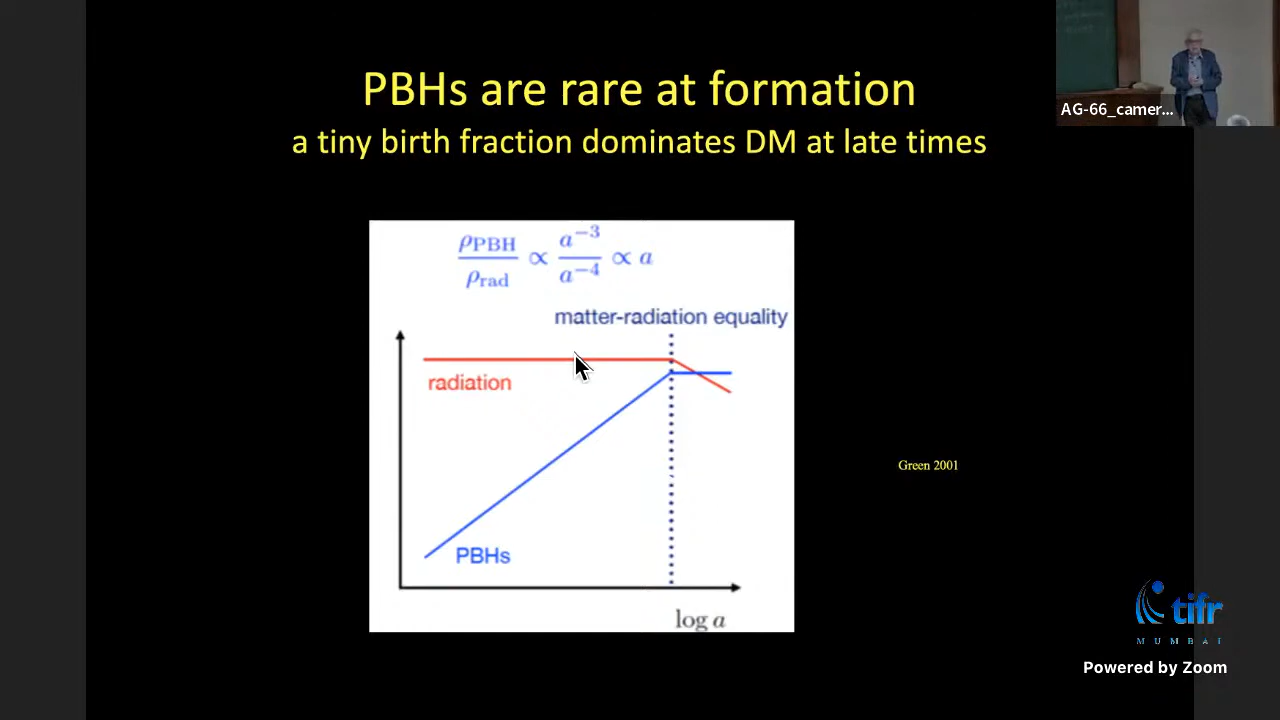 PBHs are rare at formation
a tiny birth fraction dominates DM at late times
AG-66_camer...
ρPBH / ρrad ∝ a⁻³ / a⁻⁴ ∝ a
matter-radiation equality
radiation
PBHs
log a
Green 2001
tifr
MUMBAI
Powered by Zoom